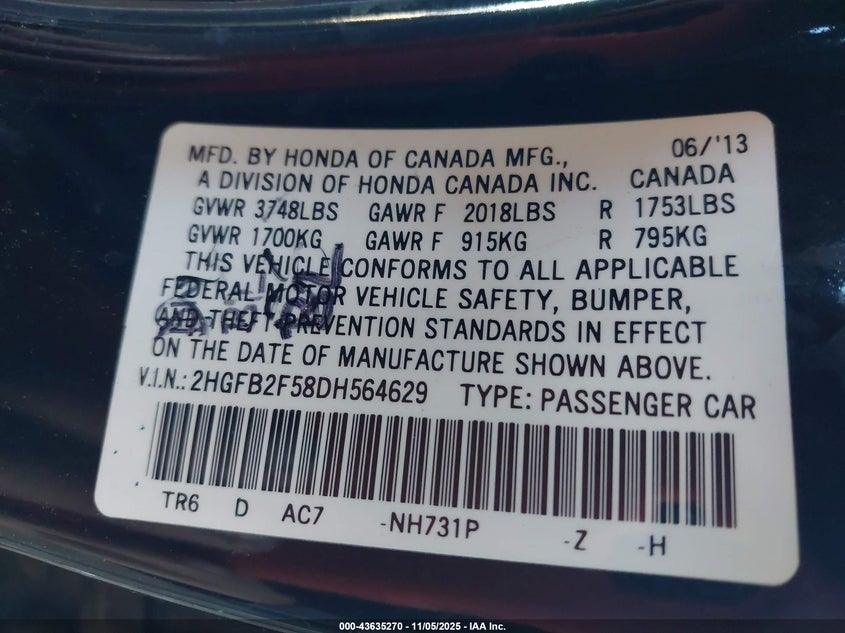 MFD. BY HONDA OF CANADA MFG., 06/'13
A DIVISION OF HONDA CANADA INC. CANADA
GVWR 3748LBS GAWR F 2018LBS R 1753LBS
GVWR 1700KG GAWR F 915KG R 795KG
THIS VEHICLE CONFORMS TO ALL APPLICABLE
FEDERAL MOTOR VEHICLE SAFETY, BUMPER,
AND THEFT PREVENTION STANDARDS IN EFFECT
ON THE DATE OF MANUFACTURE SHOWN ABOVE.
V.I.N.: 2HGFB2F58DH564629 TYPE: PASSENGER CAR
TR6 D AC7 -NH731P -Z -H
000-43635270 - 11/05/2025 - IAA Inc.